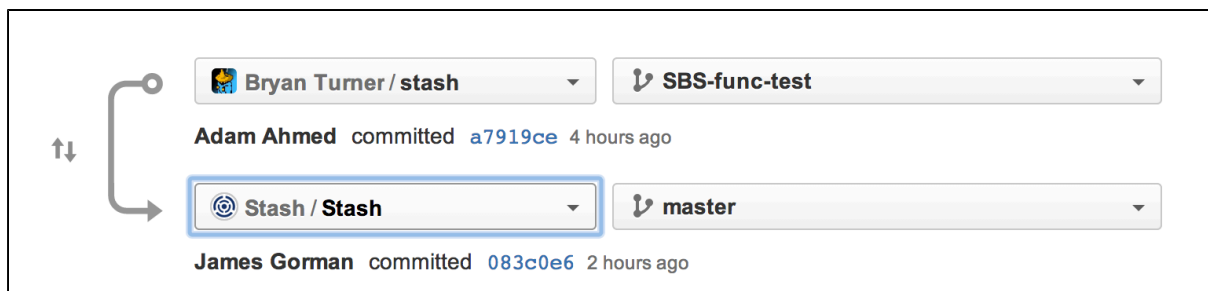 Bryan Turner / stash SBS-func-test
Adam Ahmed committed a7919ce 4 hours ago
Stash / Stash master
James Gorman committed 083c0e6 2 hours ago